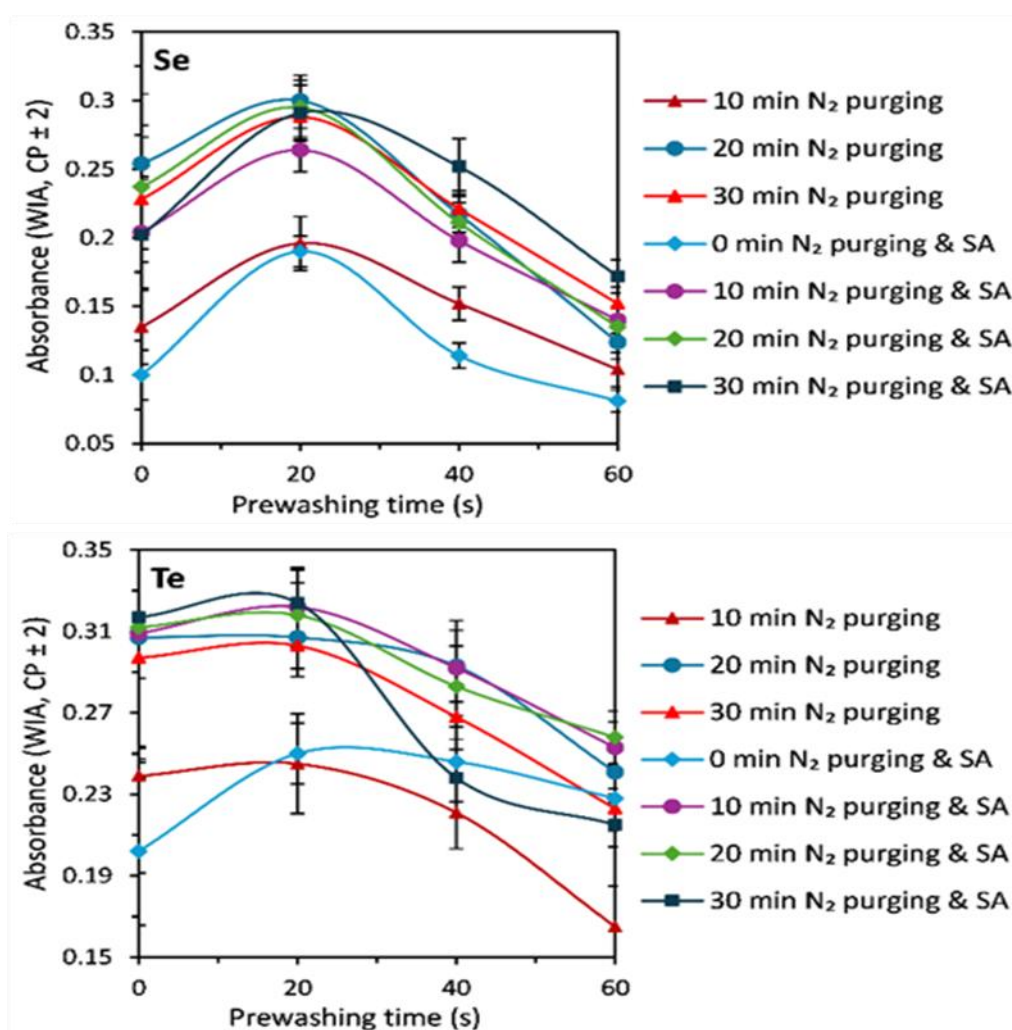 Se
Absorbance (WIA, CP ± 2)
0.35
0.3
0.25
0.2
0.15
0.1
0.05
0 20 40 60
Prewashing time (s)
10 min N₂ purging
20 min N₂ purging
30 min N₂ purging
0 min N₂ purging & SA
10 min N₂ purging & SA
20 min N₂ purging & SA
30 min N₂ purging & SA
Te
Absorbance (WIA, CP ± 2)
0.35
0.31
0.27
0.23
0.19
0.15
0 20 40 60
Prewashing time (s)
10 min N₂ purging
20 min N₂ purging
30 min N₂ purging
0 min N₂ purging & SA
10 min N₂ purging & SA
20 min N₂ purging & SA
30 min N₂ purging & SA